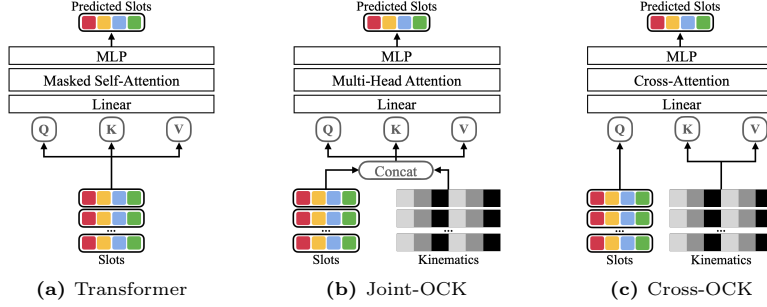 Predicted Slots
MLP
Masked Self-Attention
Linear
Q K V
...
Slots
(a) Transformer
Predicted Slots
MLP
Multi-Head Attention
Linear
Q K V
Concat
... ...
Slots Kinematics
(b) Joint-OCK
Predicted Slots
MLP
Cross-Attention
Linear
Q K V
... ...
Slots Kinematics
(c) Cross-OCK